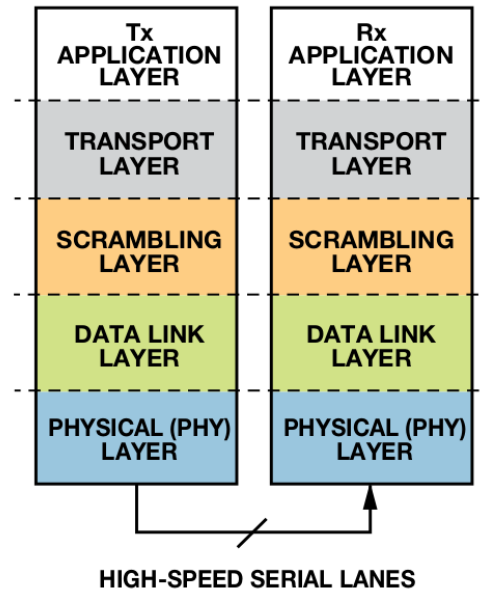 Tx
APPLICATION
LAYER
TRANSPORT
LAYER
SCRAMBLING
LAYER
DATA LINK
LAYER
PHYSICAL (PHY)
LAYER
Rx
APPLICATION
LAYER
TRANSPORT
LAYER
SCRAMBLING
LAYER
DATA LINK
LAYER
PHYSICAL (PHY)
LAYER
HIGH-SPEED SERIAL LANES